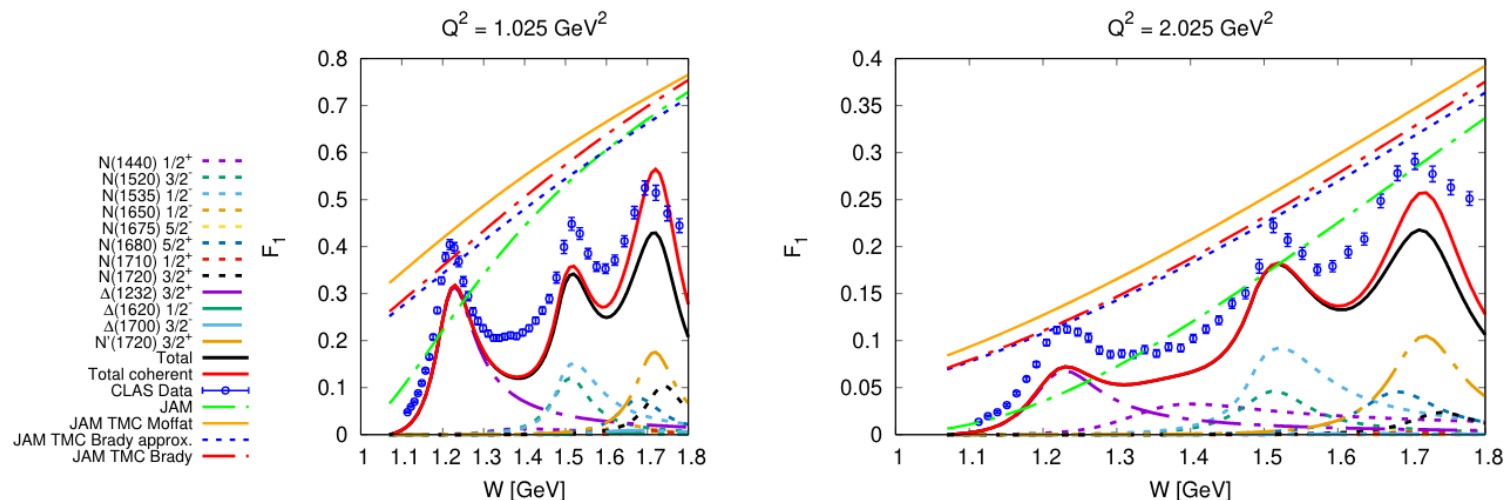 Q² = 1.025 GeV²
Q² = 2.025 GeV²
N(1440) 1/2⁺
N(1520) 3/2⁻
N(1535) 1/2⁻
N(1650) 1/2⁻
N(1675) 5/2⁻
N(1680) 5/2⁺
N(1710) 1/2⁺
N(1720) 3/2⁺
Δ(1232) 3/2⁺
Δ(1620) 1/2⁻
Δ(1700) 3/2⁻
N'(1720) 3/2⁺
Total
Total coherent
CLAS Data
JAM
JAM TMC Moffat
JAM TMC Brady approx.
JAM TMC Brady
F₁
0.8
0.7
0.6
0.5
0.4
0.3
0.2
0.1
0
1 1.1 1.2 1.3 1.4 1.5 1.6 1.7 1.8
W [GeV]
F₁
0.4
0.35
0.3
0.25
0.2
0.15
0.1
0.05
0
1 1.1 1.2 1.3 1.4 1.5 1.6 1.7 1.8
W [GeV]